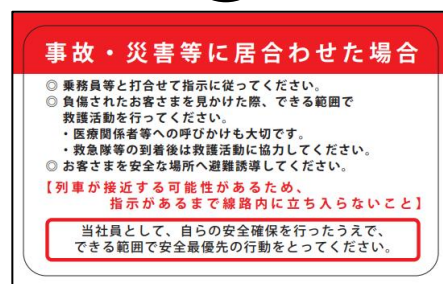 事故・災害等に居合わせた場合
◎ 乗務員等と打合せて指示に従ってください。
◎ 負傷されたお客さまを見かけた際、できる範囲で
救護活動を行ってください。
・医療関係者等への呼びかけも大切です。
・救急隊等の到着後は救護活動に協力してください。
◎ お客さまを安全な場所へ避難誘導してください。
【列車が接近する可能性があるため、
指示があるまで線路内に立ち入らないこと】
当社員として、自らの安全確保を行ったうえで、
できる範囲で安全最優先の行動をとってください。